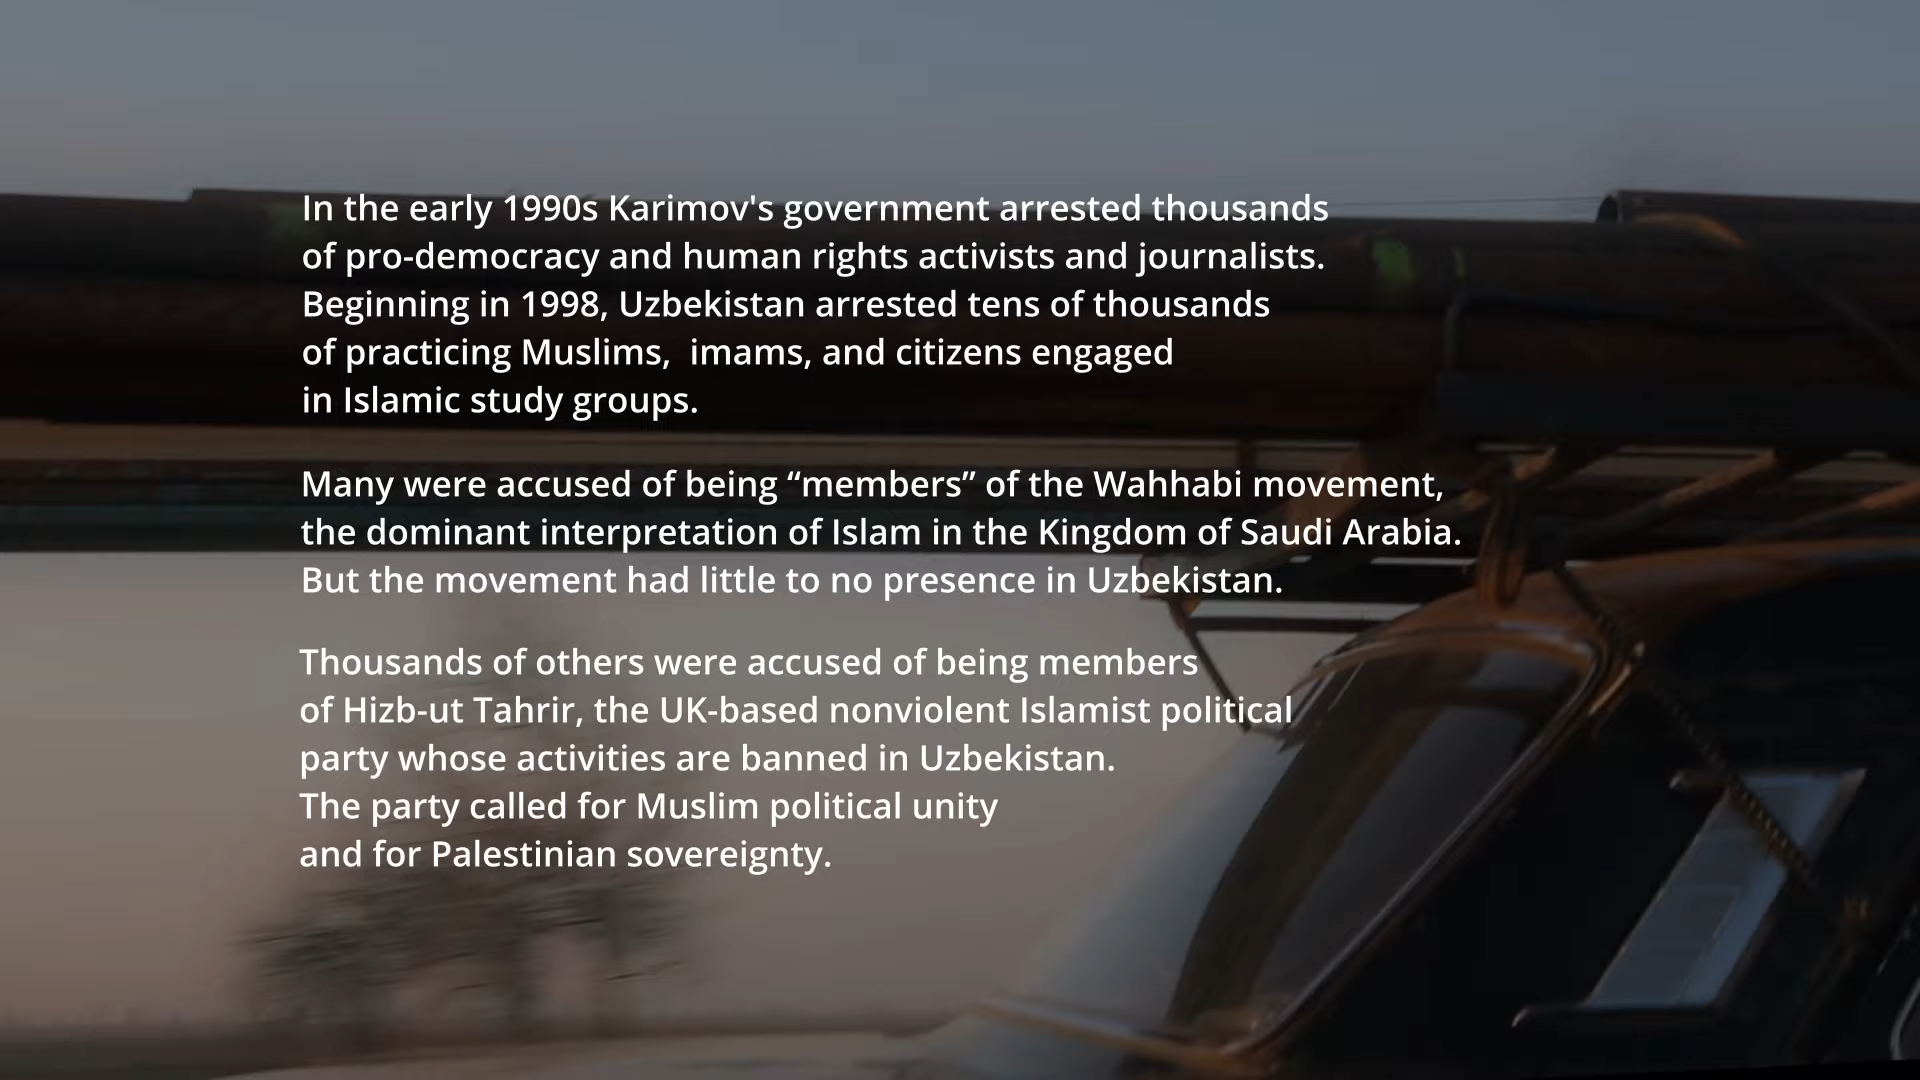 In the early 1990s Karimov's government arrested thousands
of pro-democracy and human rights activists and journalists.
Beginning in 1998, Uzbekistan arrested tens of thousands
of practicing Muslims,  imams, and citizens engaged
in Islamic study groups.
Many were accused of being “members” of the Wahhabi movement,
the dominant interpretation of Islam in the Kingdom of Saudi Arabia.
But the movement had little to no presence in Uzbekistan.
Thousands of others were accused of being members
of Hizb-ut Tahrir, the UK-based nonviolent Islamist political
party whose activities are banned in Uzbekistan.
The party called for Muslim political unity
and for Palestinian sovereignty.